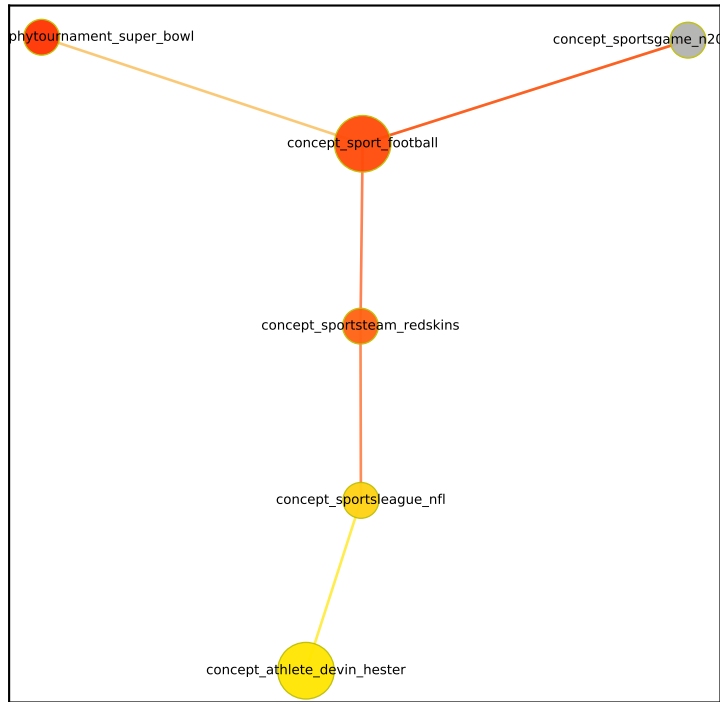 phytournament_super_bowl
concept_sportsgame_n20
concept_sport_football
concept_sportsteam_redskins
concept_sportsleague_nfl
concept_athlete_devin_hester